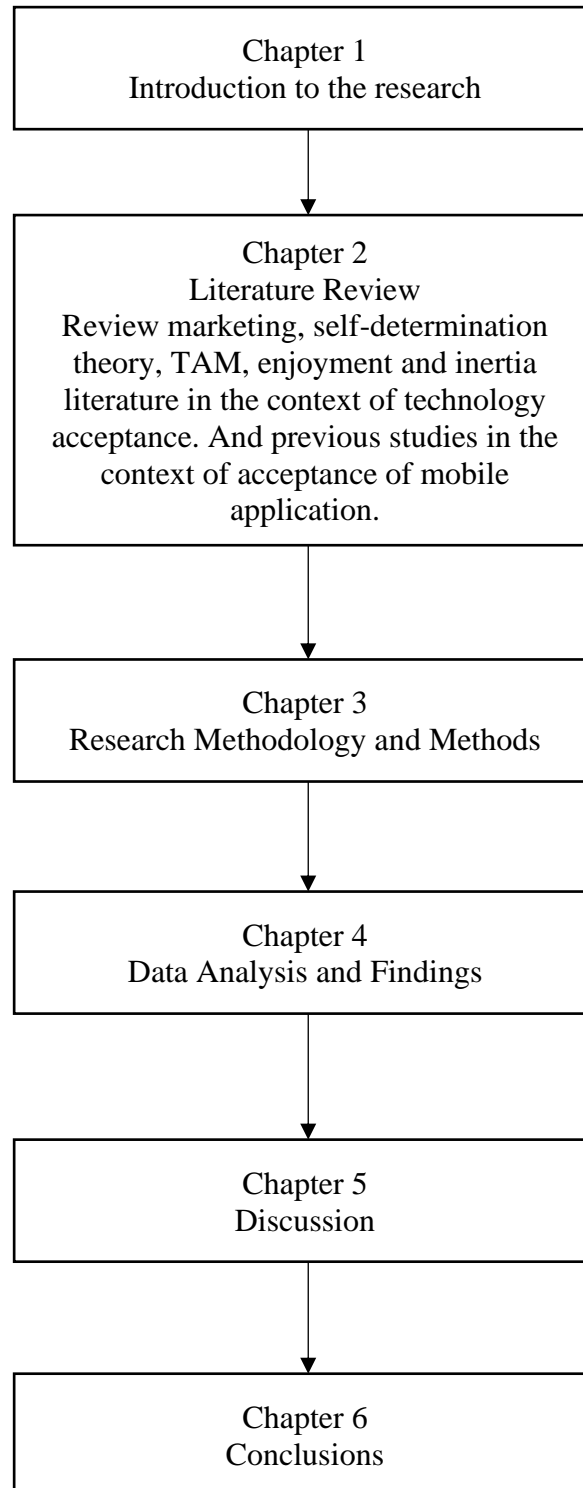 Chapter 1
Introduction to the research
Chapter 2
Literature Review
Review marketing, self-determination
theory, TAM, enjoyment and inertia
literature in the context of technology
acceptance. And previous studies in the
context of acceptance of mobile
application.
Chapter 3
Research Methodology and Methods
Chapter 4
Data Analysis and Findings
Chapter 5
Discussion
Chapter 6
Conclusions